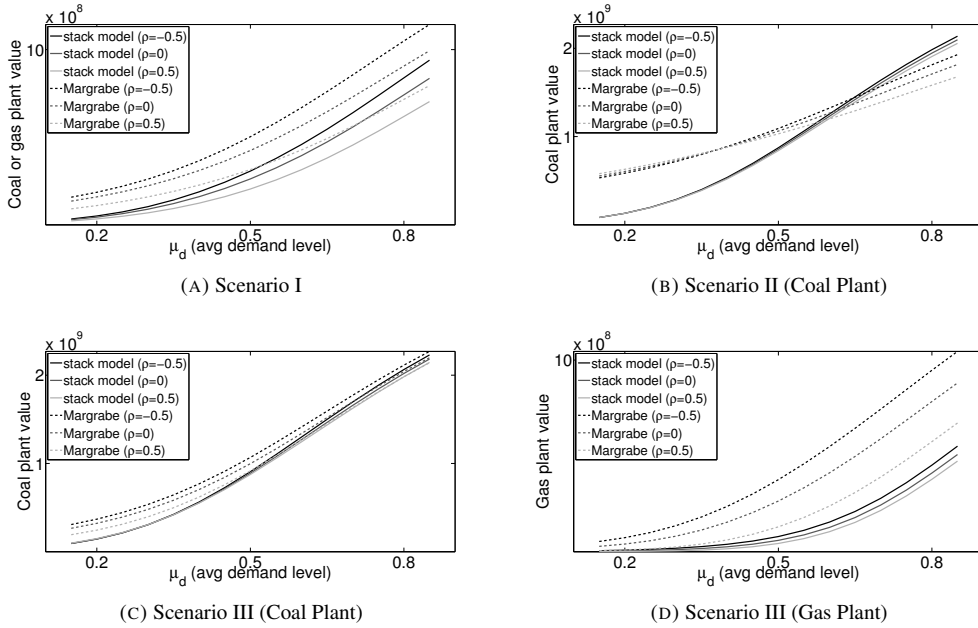 x 10^8
10
Coal or gas plant value
stack model (ρ=−0.5)
stack model (ρ=0)
stack model (ρ=0.5)
Margrabe (ρ=−0.5)
Margrabe (ρ=0)
Margrabe (ρ=0.5)
0.2 0.5 0.8
μ_d (avg demand level)
(A) Scenario I
x 10^9
2
1
Coal plant value
stack model (ρ=−0.5)
stack model (ρ=0)
stack model (ρ=0.5)
Margrabe (ρ=−0.5)
Margrabe (ρ=0)
Margrabe (ρ=0.5)
0.2 0.5 0.8
μ_d (avg demand level)
(B) Scenario II (Coal Plant)
x 10^9
2
1
Coal plant value
stack model (ρ=−0.5)
stack model (ρ=0)
stack model (ρ=0.5)
Margrabe (ρ=−0.5)
Margrabe (ρ=0)
Margrabe (ρ=0.5)
0.2 0.5 0.8
μ_d (avg demand level)
(C) Scenario III (Coal Plant)
x 10^8
10
Gas plant value
stack model (ρ=−0.5)
stack model (ρ=0)
stack model (ρ=0.5)
Margrabe (ρ=−0.5)
Margrabe (ρ=0)
Margrabe (ρ=0.5)
0.2 0.5 0.8
μ_d (avg demand level)
(D) Scenario III (Gas Plant)